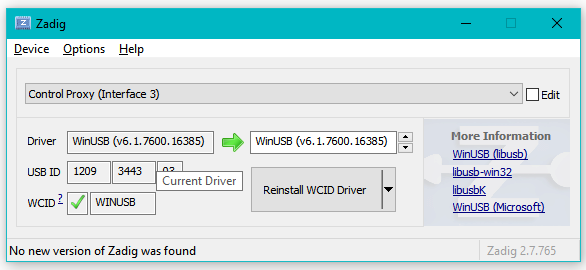 Zadig
Device Options Help
Control Proxy (Interface 3)
Edit
Driver WinUSB (v6.1.7600.16385) WinUSB (v6.1.7600.16385)
USB ID 1209 3443
Current Driver
WCID ? WINUSB
Reinstall WCID Driver
More Information
WinUSB (libusb)
libusb-win32
libusbK
WinUSB (Microsoft)
No new version of Zadig was found
Zadig 2.7.765